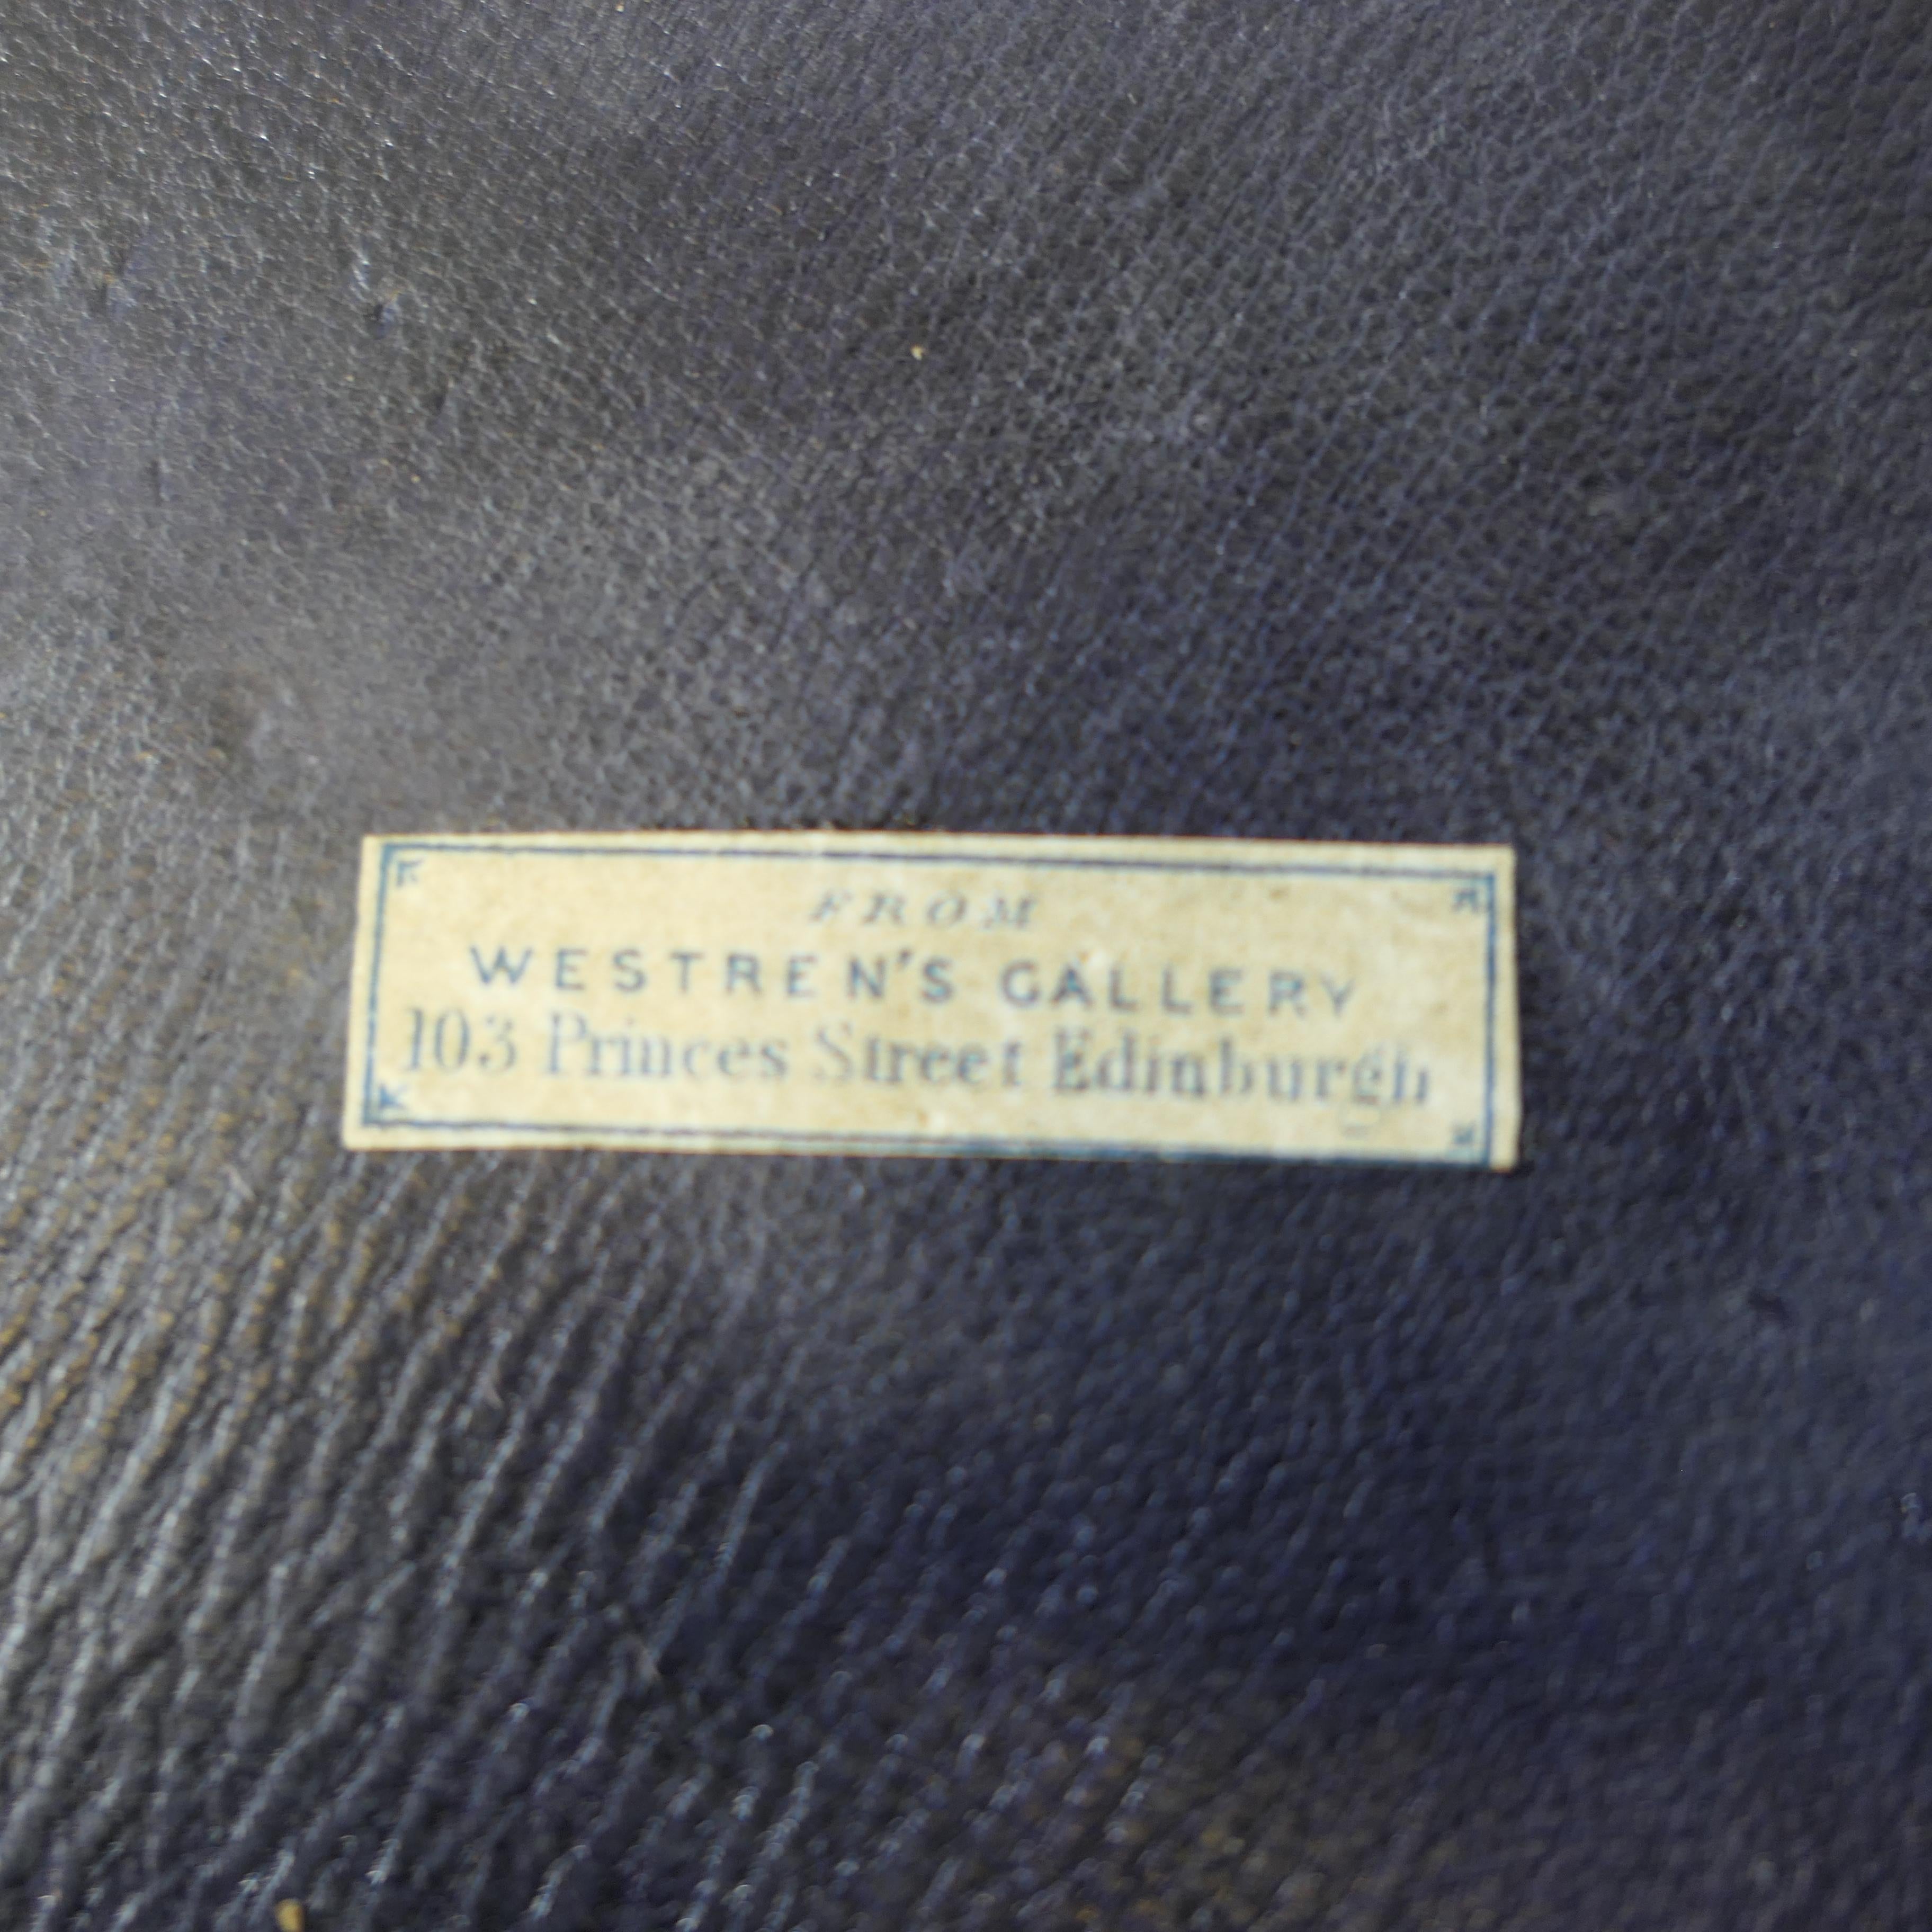 FROM
WESTREN'S GALLERY
103 Princes Street Edinburgh